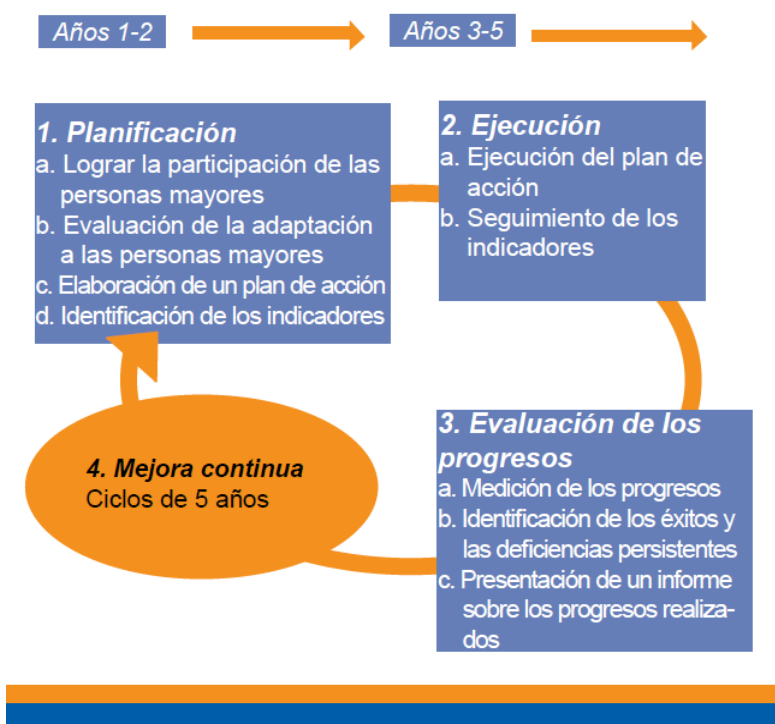 Años 1-2
Años 3-5
1. Planificación
a. Lograr la participación de las
personas mayores
b. Evaluación de la adaptación
a las personas mayores
c. Elaboración de un plan de acción
d. Identificación de los indicadores
2. Ejecución
a. Ejecución del plan de
acción
b. Seguimiento de los
indicadores
3. Evaluación de los
progresos
a. Medición de los progresos
b. Identificación de los éxitos y
las deficiencias persistentes
c. Presentación de un informe
sobre los progresos realiza-
dos
4. Mejora continua
Ciclos de 5 años